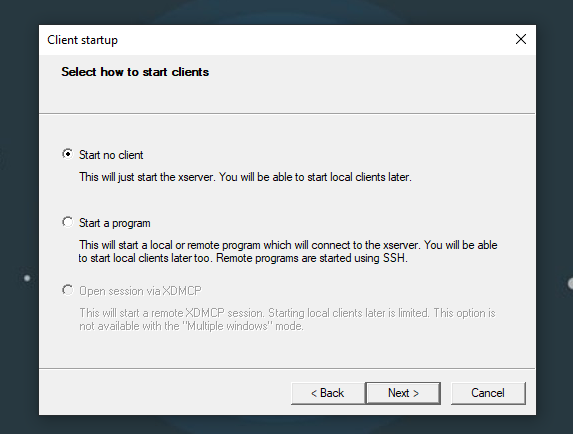 Client startup
Select how to start clients
Start no client
This will just start the xserver. You will be able to start local clients later.
Start a program
This will start a local or remote program which will connect to the xserver. You will be able
to start local clients later too. Remote programs are started using SSH.
Open session via XDMCP
This will start a remote XDMCP session. Starting local clients later is limited. This option is
not available with the "Multiple windows" mode.
< Back
Next >
Cancel